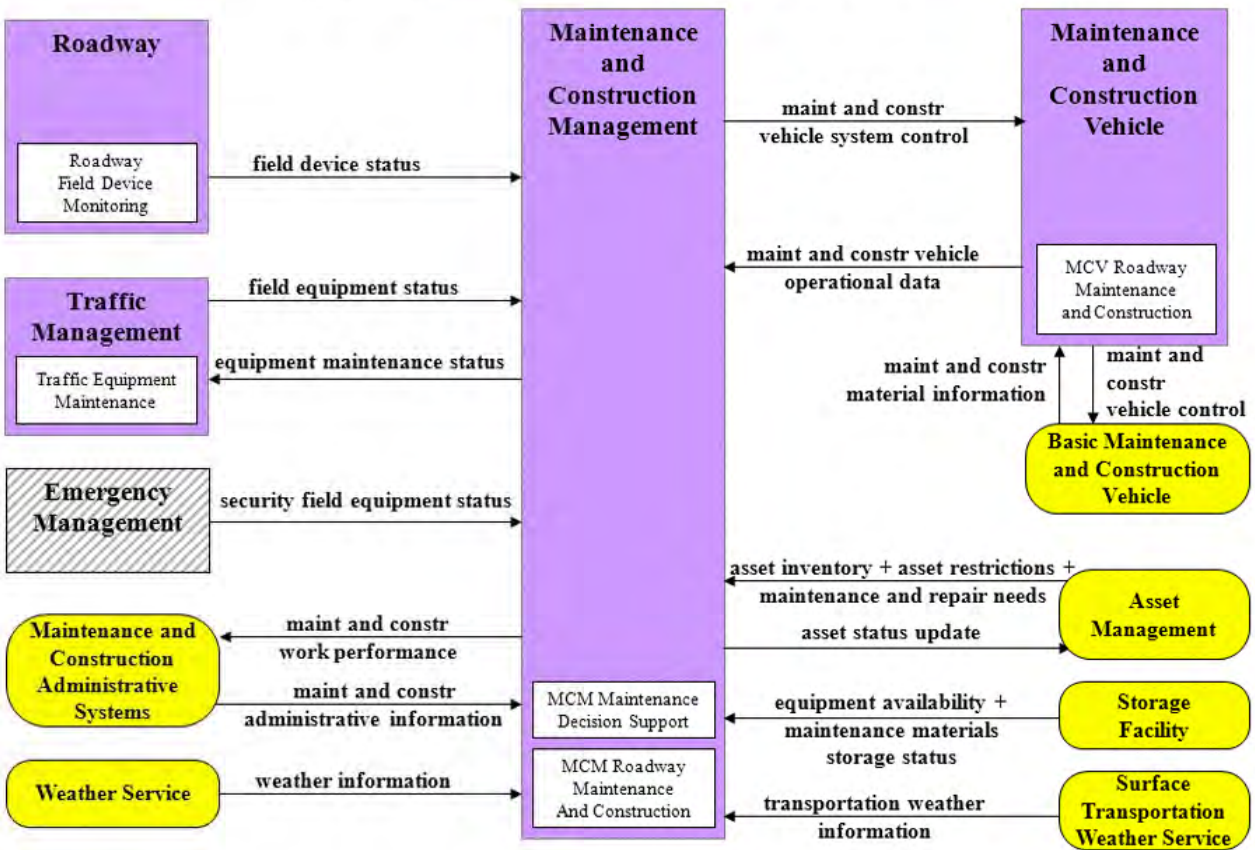 Roadway
Roadway
Field Device
Monitoring
field device status
Traffic
Management
Traffic Equipment
Maintenance
field equipment status
equipment maintenance status
Emergency
Management
security field equipment status
Maintenance and
Construction
Administrative
Systems
maint and constr
work performance
maint and constr
administrative information
Weather Service
weather information
Maintenance
and
Construction
Management
MCM Maintenance
Decision Support
MCM Roadway
Maintenance
And Construction
maint and constr
vehicle system control
maint and constr vehicle
operational data
Maintenance
and
Construction
Vehicle
MCV Roadway
Maintenance
and Construction
maint and constr
material information
maint and
constr
vehicle control
Basic Maintenance
and Construction
Vehicle
asset inventory + asset restrictions +
maintenance and repair needs
asset status update
Asset
Management
equipment availability +
maintenance materials
storage status
Storage
Facility
transportation weather
information
Surface
Transportation
Weather Service